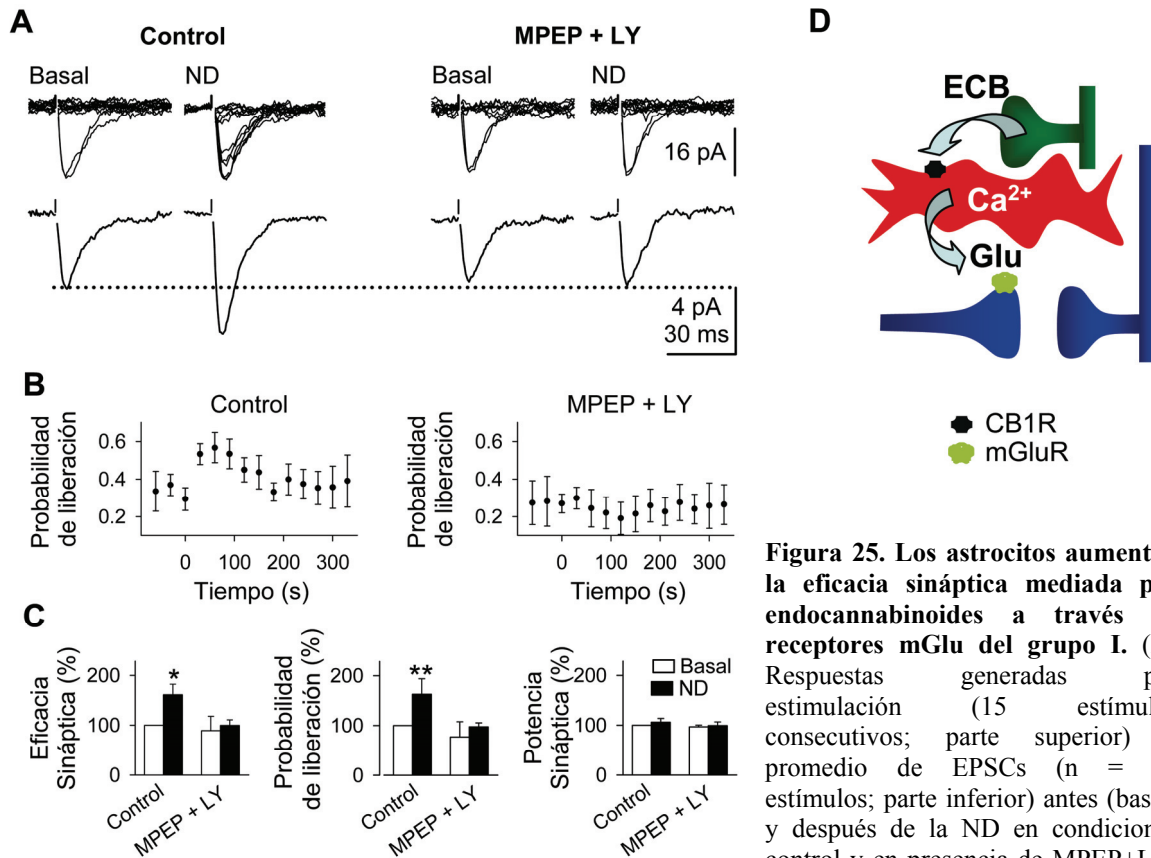 A
Control
MPEP + LY
Basal
ND
Basal
ND
16 pA
4 pA
30 ms
B
Control
MPEP + LY
Probabilidad
de liberación
0.6
0.4
0.2
0
100
200
300
Tiempo (s)
Probabilidad
de liberación
0.6
0.4
0.2
0
100
200
300
Tiempo (s)
C
Eficacia
Sináptica (%)
200
100
0
*
Control
MPEP + LY
Probabilidad
de liberación (%)
200
100
0
**
Control
MPEP + LY
Potencia
Sináptica (%)
200
100
0
Basal
ND
Control
MPEP + LY
D
ECB
Ca2+
Glu
CB1R
mGluR
Figura 25. Los astrocitos aument
la eficacia sináptica mediada p
endocannabinoides a través
receptores mGlu del grupo I. (
Respuestas generadas p
estimulación (15 estímul
consecutivos; parte superior)
promedio de EPSCs (n =
estímulos; parte inferior) antes (bas
y después de la ND en condicion
control y en presencia de MPEP+L